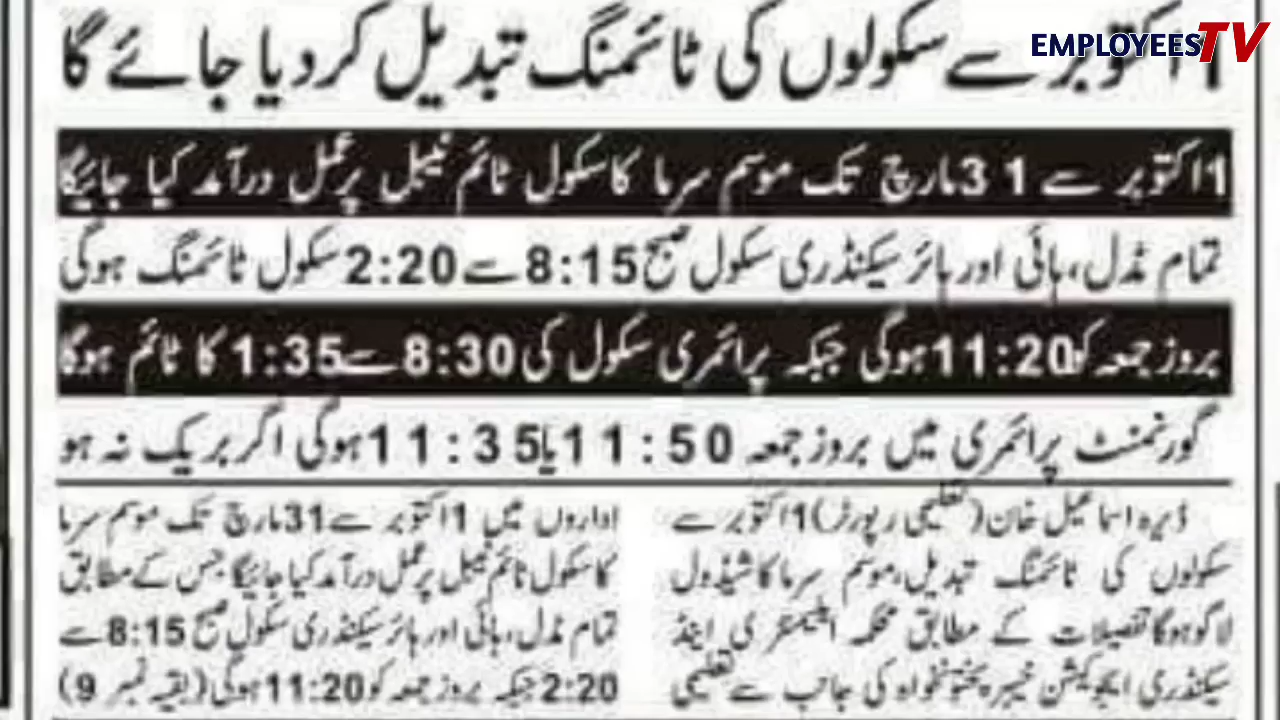 EMPLOYEES TV
1 اکتوبر سے سکولوں کی ٹائمنگ تبدیل کر دیا جائے گا
1 اکتوبر سے 31 مارچ تک موسم سرما کا سکول ٹائم ٹیبل پر عمل درآمد کیا جائیگا
تمام مڈل، ہائی اور ہائر سیکنڈری سکول صبح 8:15 سے 2:20 سکول ٹائمنگ ہوگی
بروز جمعہ کو 11:20 ہوگی جبکہ پرائمری سکول کی 8:30 سے 1:35 کا ٹائم ہوگا
گورنمنٹ پرائمری میں بروز جمعہ 11:50 یا 11:35 ہوگی اگر بریک نہ ہو
ڈیرہ اسماعیل خان (تعلیمی رپورٹر) 1 اکتوبر سے
سکولوں کی ٹائمنگ تبدیل، موسم سرما کا شیڈول
لاگو ہوگا تفصیلات کے مطابق محکمہ ایلیمنٹری اینڈ
سیکنڈری ایجوکیشن خیبر پختونخواہ کی جانب سے تعلیمی
اداروں میں 1 اکتوبر سے 31 مارچ تک موسم سرما
کا سکول ٹائم ٹیبل پر عمل درآمد کیا جائیگا جس کے مطابق
تمام مڈل، ہائی اور ہائر سیکنڈری سکول صبح 8:15 سے
2:20 جبکہ بروز جمعہ کو 11:20 ہوگی (بقیہ نمبر 9)